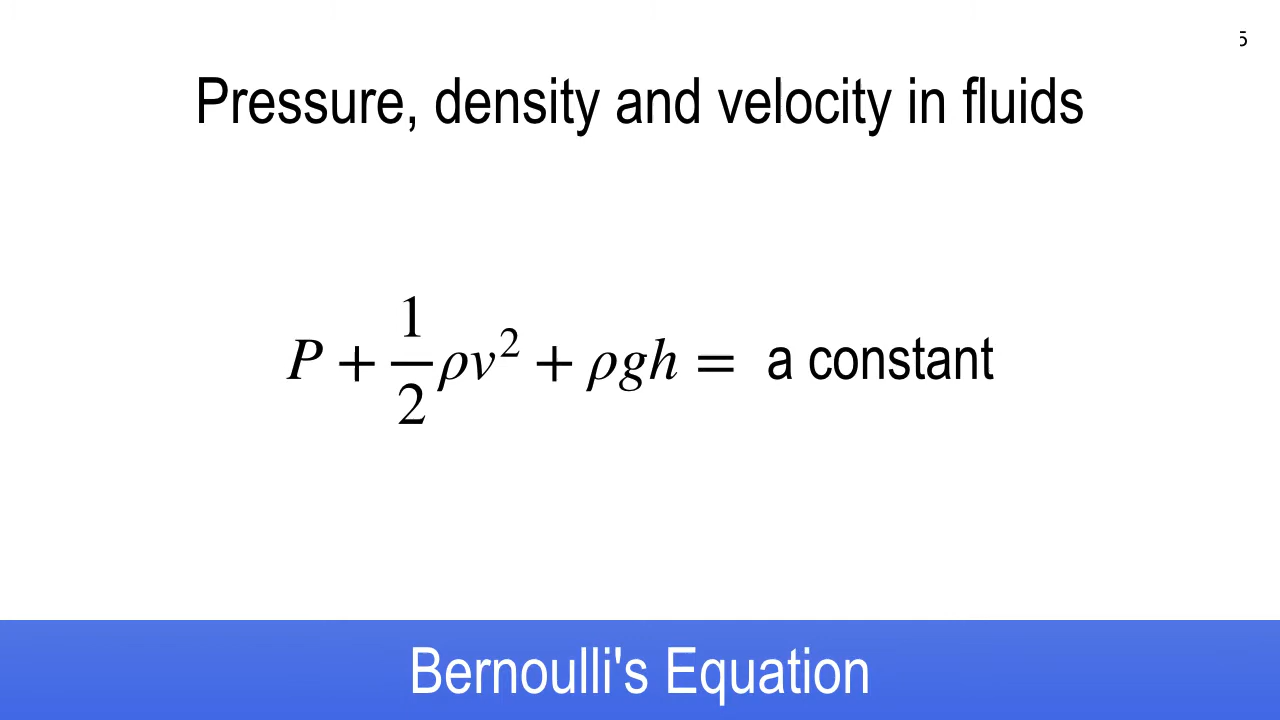 5
Pressure, density and velocity in fluids
P + 1/2 ρv² + ρgh = a constant
Bernoulli's Equation